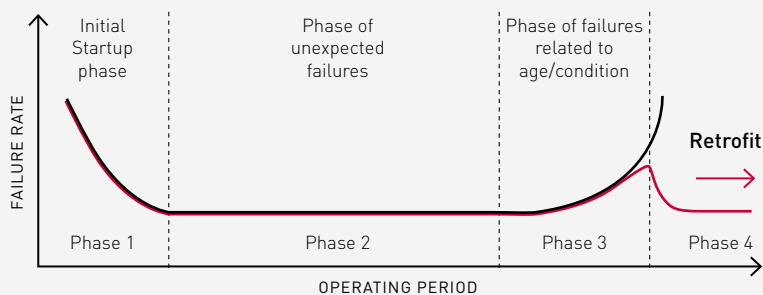 Initial
Startup
phase
Phase of
unexpected
failures
Phase of failures
related to
age/condition
Retrofit
FAILURE RATE
Phase 1
Phase 2
Phase 3
Phase 4
OPERATING PERIOD